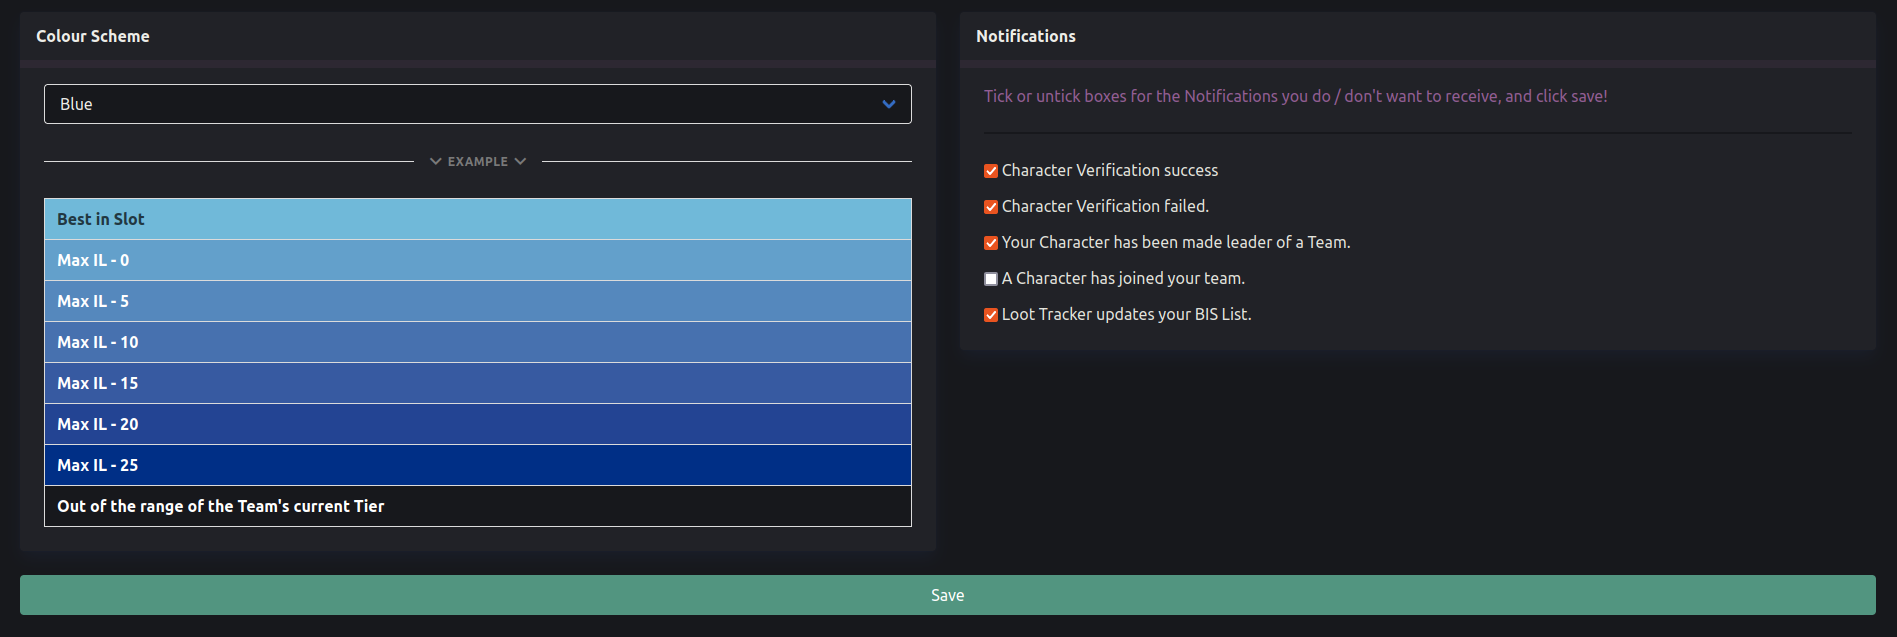 Colour Scheme
Blue
EXAMPLE
Best in Slot
Max IL - 0
Max IL - 5
Max IL - 10
Max IL - 15
Max IL - 20
Max IL - 25
Out of the range of the Team's current Tier
Notifications
Tick or untick boxes for the Notifications you do / don't want to receive, and click save!
Character Verification success
Character Verification failed.
Your Character has been made leader of a Team.
A Character has joined your team.
Loot Tracker updates your BIS List.
Save